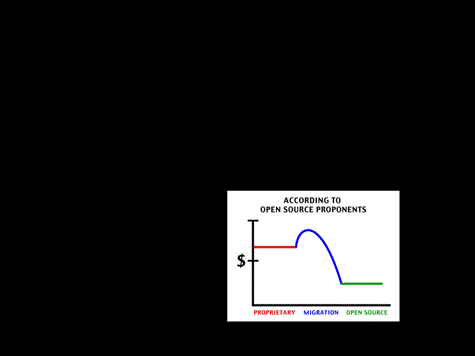 ACCORDING TO
OPEN SOURCE PROPONENTS
$
PROPRIETARY MIGRATION OPEN SOURCE